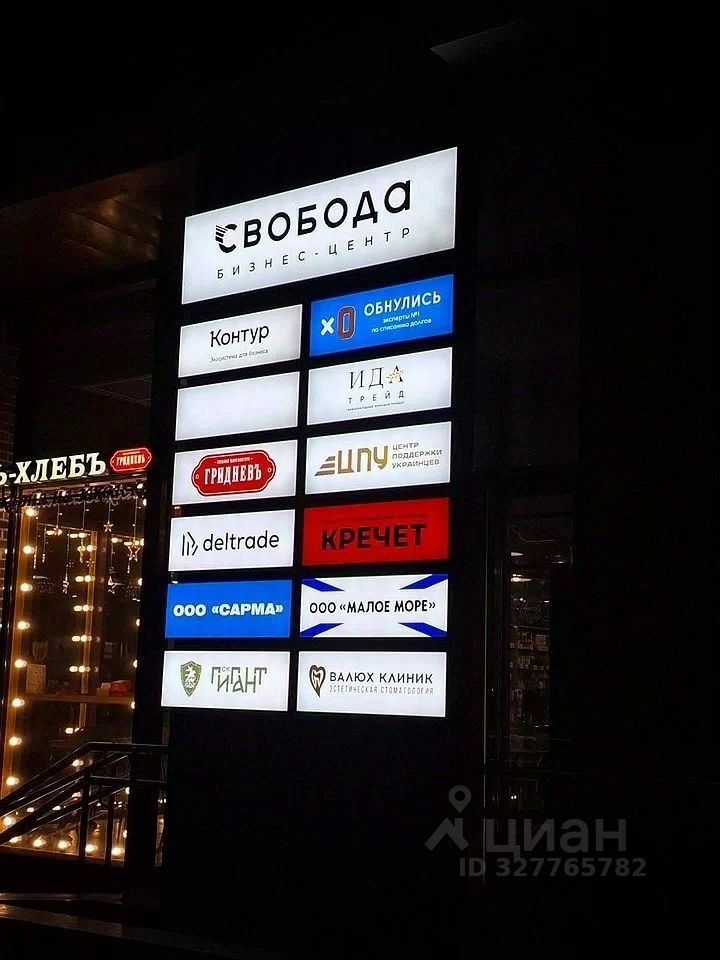 СВОБОДА
БИЗНЕС-ЦЕНТР
Контур
Экосистема для бизнеса
ОБНУЛИСЬ
эксперты №1
по списанию долгов
ИДА
ТРЕЙД
ГРИДНЕВЪ
ЦПУ
ЦЕНТР
ПОДДЕРЖКИ
УКРАИНЦЕВ
deltrade
КРЕЧЕТ
ООО «САРМА»
ООО «МАЛОЕ МОРЕ»
ГСК
ГИГАНТ
ВАЛЮХ КЛИНИК
ЭСТЕТИЧЕСКАЯ СТОМАТОЛОГИЯ
Ь-ХЛЕБЪ
ГРИДНЕВЪ
циан
ID 327765782